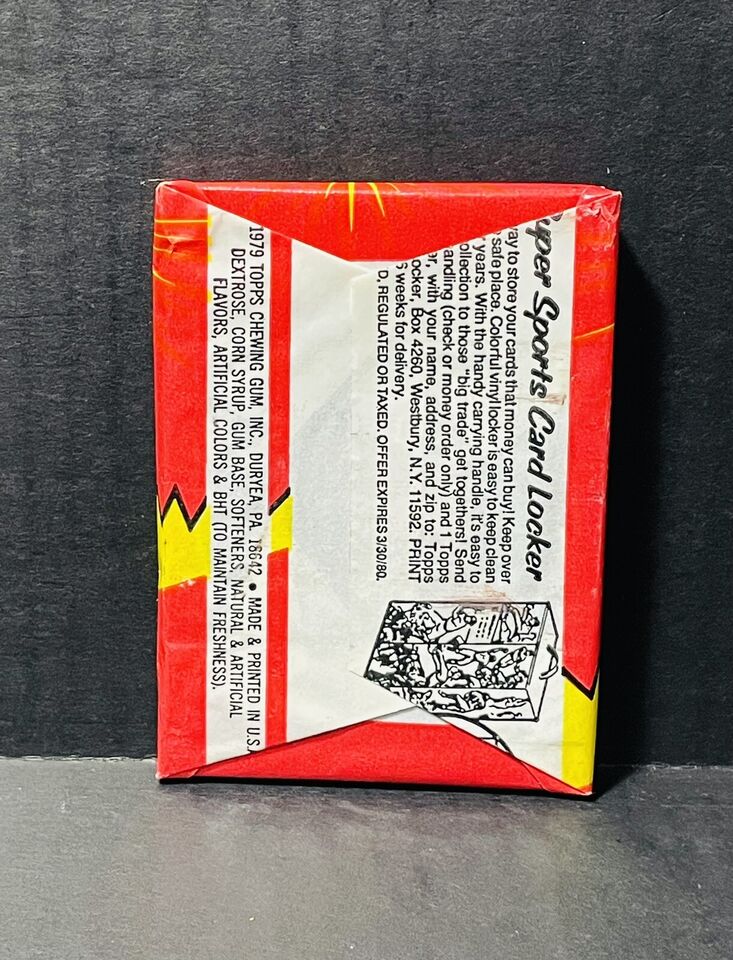 Super Sports Card Locker
way to store your cards that money can buy! Keep over
safe place. Colorful vinyl locker is easy to keep clean
years. With the handy carrying handle, it's easy to
ollection to those "big trade" get togethers! Send
andling (check or money order only) and 1 Topps
er, with your name, address, and zip to: Topps
ocker, Box 4260, Westbury, N.Y. 11592. PRINT
6 weeks for delivery.
D, REGULATED OR TAXED. OFFER EXPIRES 3/30/80.
1979 TOPPS CHEWING GUM, INC., DURYEA, PA. 18642 • MADE & PRINTED IN U.S.A
DEXTROSE, CORN SYRUP, GUM BASE, SOFTENERS, NATURAL & ARTIFICIAL
FLAVORS, ARTIFICIAL COLORS & BHT (TO MAINTAIN FRESHNESS).